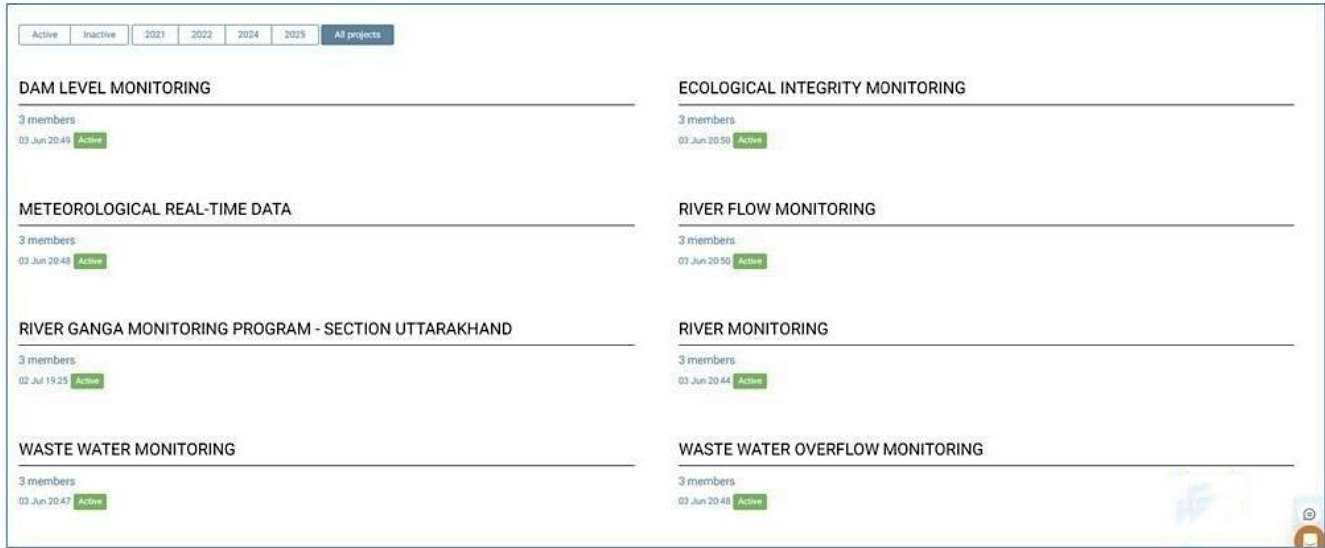 Active Inactive 2021 2022 2024 2025 All projects
DAM LEVEL MONITORING
3 members
03 Jun 20:49 Active
ECOLOGICAL INTEGRITY MONITORING
3 members
03 Jun 20:50 Active
METEOROLOGICAL REAL-TIME DATA
3 members
03 Jun 20:48 Active
RIVER FLOW MONITORING
3 members
03 Jun 20:50 Active
RIVER GANGA MONITORING PROGRAM - SECTION UTTARAKHAND
3 members
02 Jul 19:25 Active
RIVER MONITORING
3 members
03 Jun 20:44 Active
WASTE WATER MONITORING
3 members
03 Jun 20:47 Active
WASTE WATER OVERFLOW MONITORING
3 members
03 Jun 20:48 Active